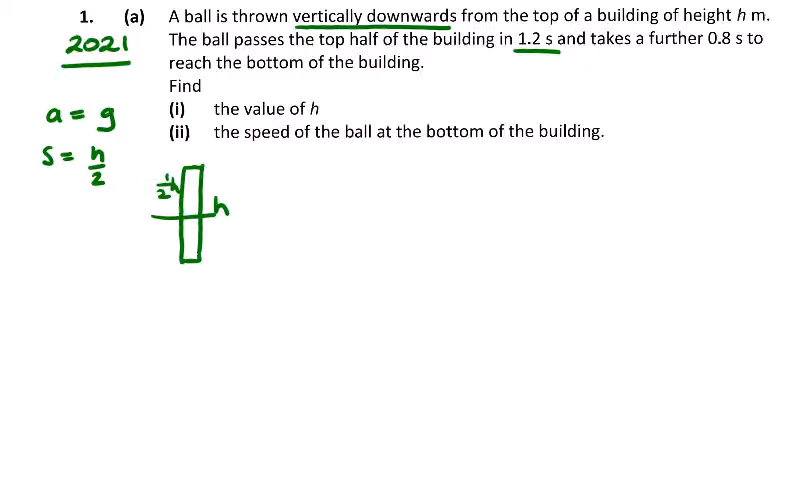 1. (a) A ball is thrown vertically downwards from the top of a building of height h m.
2021 The ball passes the top half of the building in 1.2 s and takes a further 0.8 s to
reach the bottom of the building.
Find
a = g (i) the value of h
(ii) the speed of the ball at the bottom of the building.
s = h/2
1/2 h h